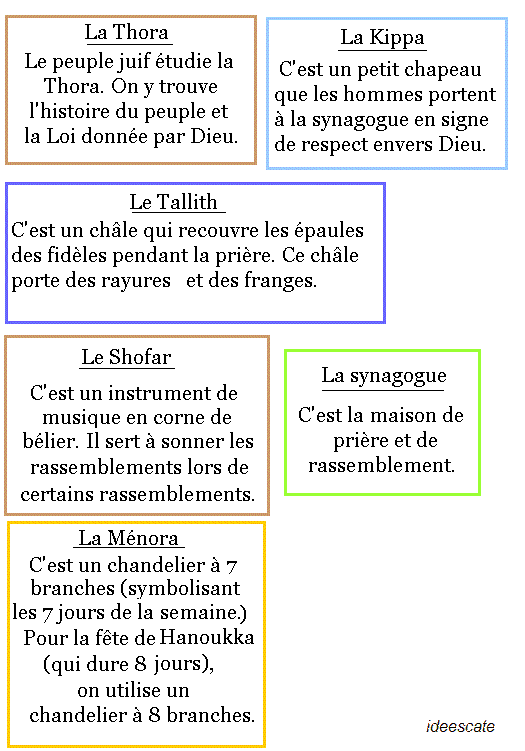 La Thora
Le peuple juif étudie la
Thora. On y trouve
l'histoire du peuple et
la Loi donnée par Dieu.
La Kippa
C'est un petit chapeau
que les hommes portent
à la synagogue en signe
de respect envers Dieu.
Le Tallith
C'est un châle qui recouvre les épaules
des fidèles pendant la prière. Ce châle
porte des rayures et des franges.
Le Shofar
C'est un instrument de
musique en corne de
bélier. Il sert à sonner les
rassemblements lors de
certains rassemblements.
La synagogue
C'est la maison de
prière et de
rassemblement.
La Ménora
C'est un chandelier à 7
branches (symbolisant
les 7 jours de la semaine.)
Pour la fête de Hanoukka
(qui dure 8 jours),
on utilise un
chandelier à 8 branches.
ideescate